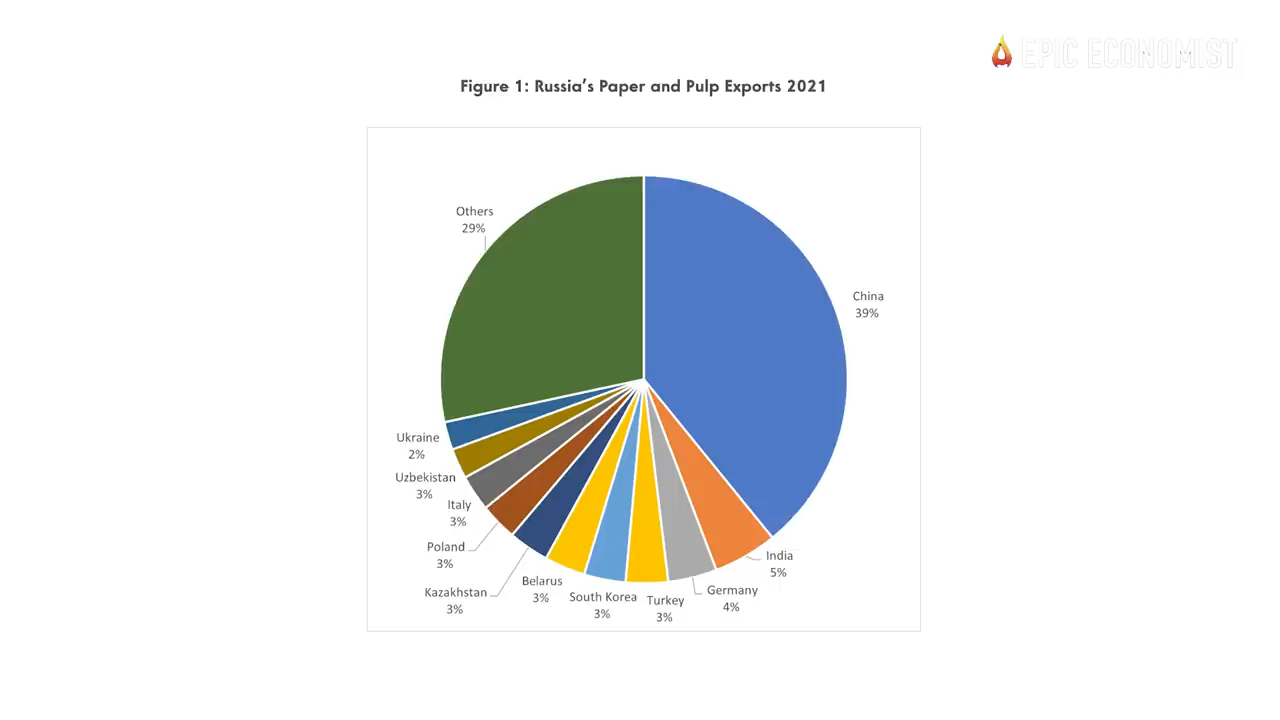 EPIC ECONOMIST
Figure 1: Russia's Paper and Pulp Exports 2021
Others
29%
China
39%
Ukraine
2%
Uzbekistan
3%
Italy
3%
Poland
3%
Kazakhstan
3%
Belarus
3%
South Korea
3%
Turkey
3%
Germany
4%
India
5%